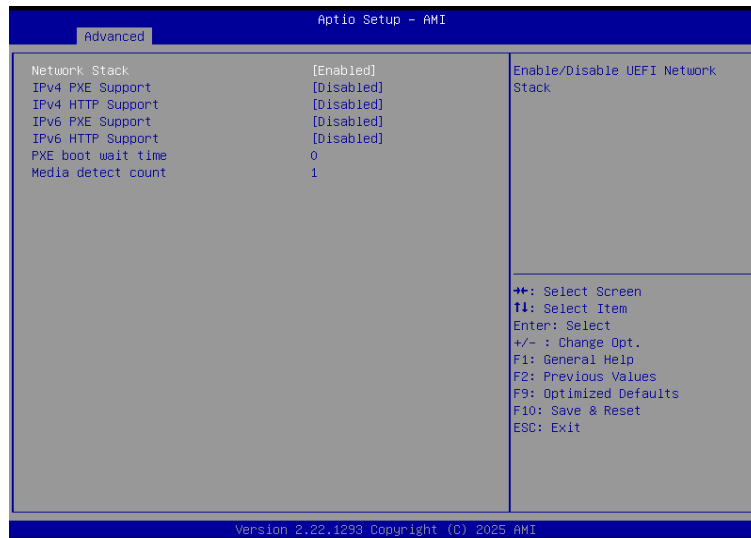 Aptio Setup – AMI
Advanced
Network Stack [Enabled]
IPv4 PXE Support [Disabled]
IPv4 HTTP Support [Disabled]
IPv6 PXE Support [Disabled]
IPv6 HTTP Support [Disabled]
PXE boot wait time 0
Media detect count 1
Enable/Disable UEFI Network
Stack
→←: Select Screen
↑↓: Select Item
Enter: Select
+/- : Change Opt.
F1: General Help
F2: Previous Values
F9: Optimized Defaults
F10: Save & Reset
ESC: Exit
Version 2.22.1293 Copyright (C) 2025 AMI